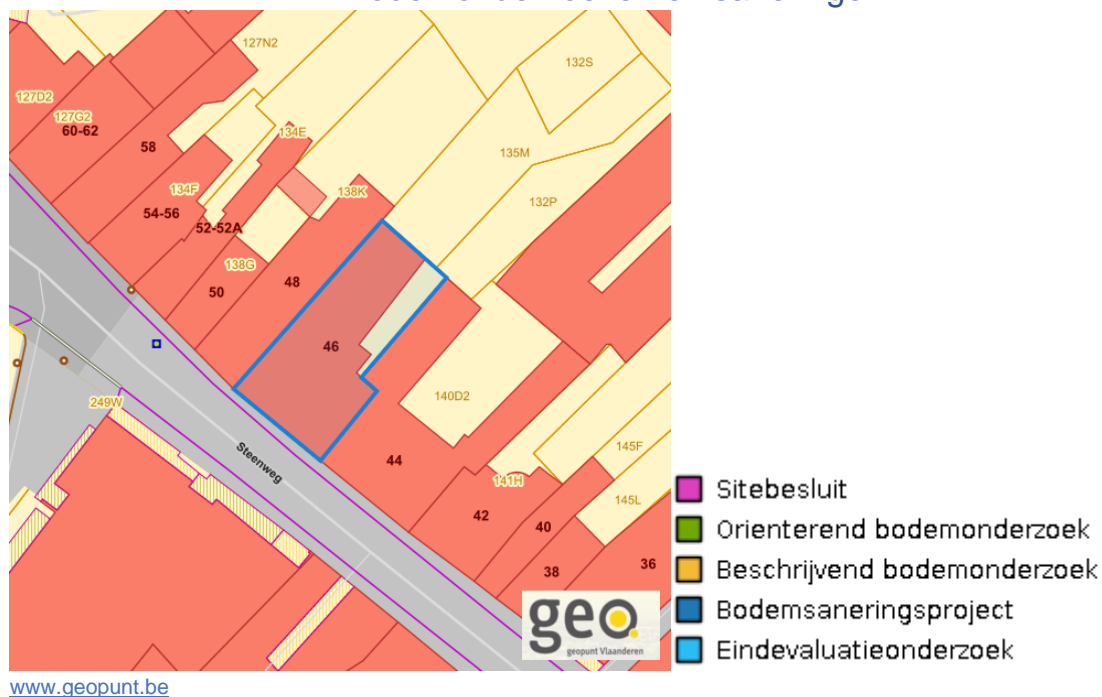 127N2
132S
127D2
127G2
60-62
58
134E
135M
134F
138K
132P
54-56
52-52A
138G
50
48
46
140D2
249W
Steenweg
44
145F
141H
145L
42
40
38
36
geo
geopunt Vlaanderen
Sitebesluit
Orienterend bodemonderzoek
Beschrijvend bodemonderzoek
Bodemsaneringsproject
Eindevaluatieonderzoek
www.geopunt.be